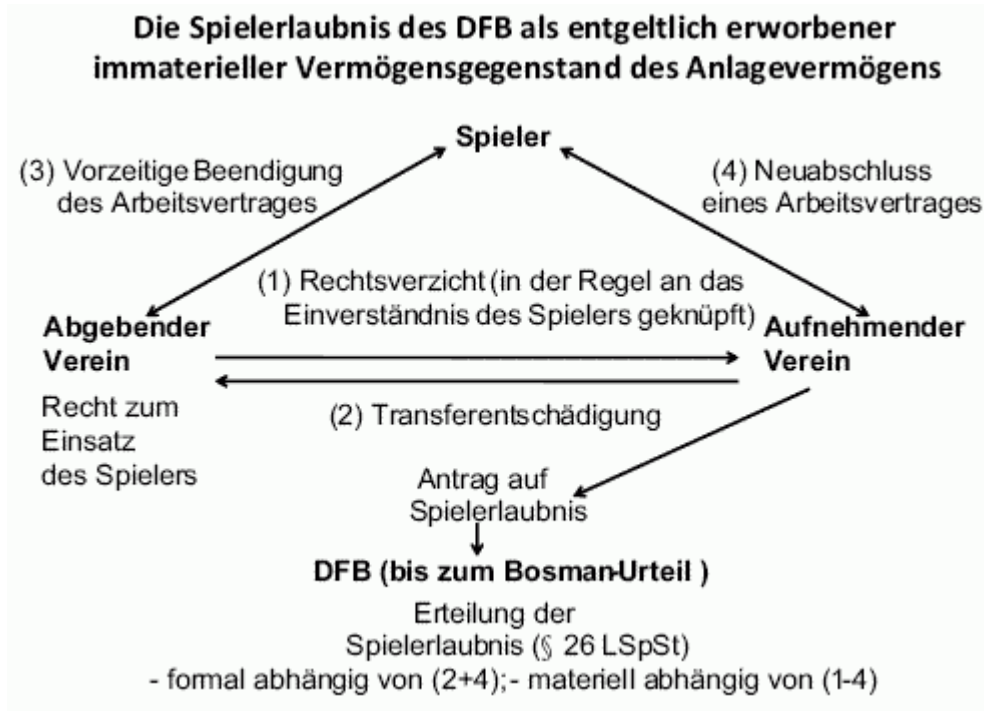 Die Spielerlaubnis des DFB als entgeltlich erworbener
immaterieller Vermögensgegenstand des Anlagevermögens
Spieler
(3) Vorzeitige Beendigung
des Arbeitsvertrages
(4) Neuabschluss
eines Arbeitsvertrages
(1) Rechtsverzicht (in der Regel an das
Einverständnis des Spielers geknüpft)
Abgebender
Verein
Aufnehmender
Verein
Recht zum
Einsatz
des Spielers
(2) Transferentschädigung
Antrag auf
Spielerlaubnis
DFB (bis zum Bosman-Urteil )
Erteilung der
Spielerlaubnis (§ 26 LSpSt)
- formal abhängig von (2+4);- materiell abhängig von (1-4)